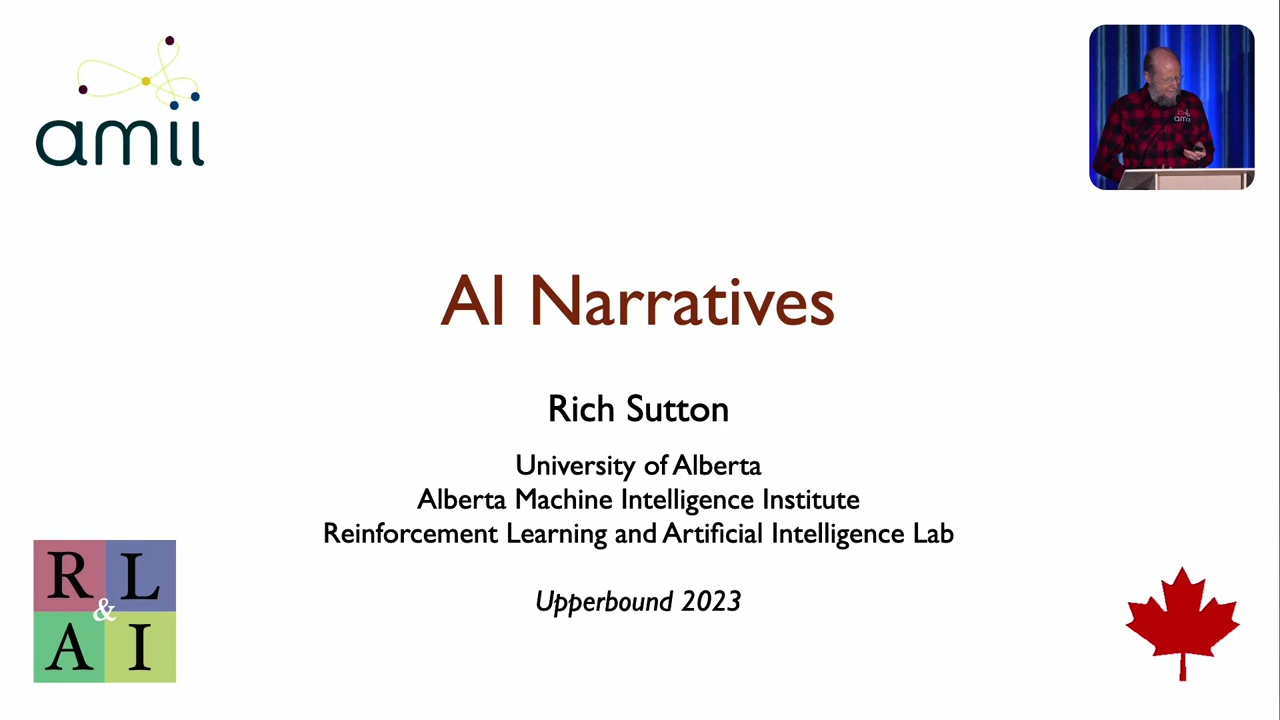 amii
amii
AI Narratives
Rich Sutton
University of Alberta
Alberta Machine Intelligence Institute
Reinforcement Learning and Artificial Intelligence Lab
Upperbound 2023
R L
&
A I